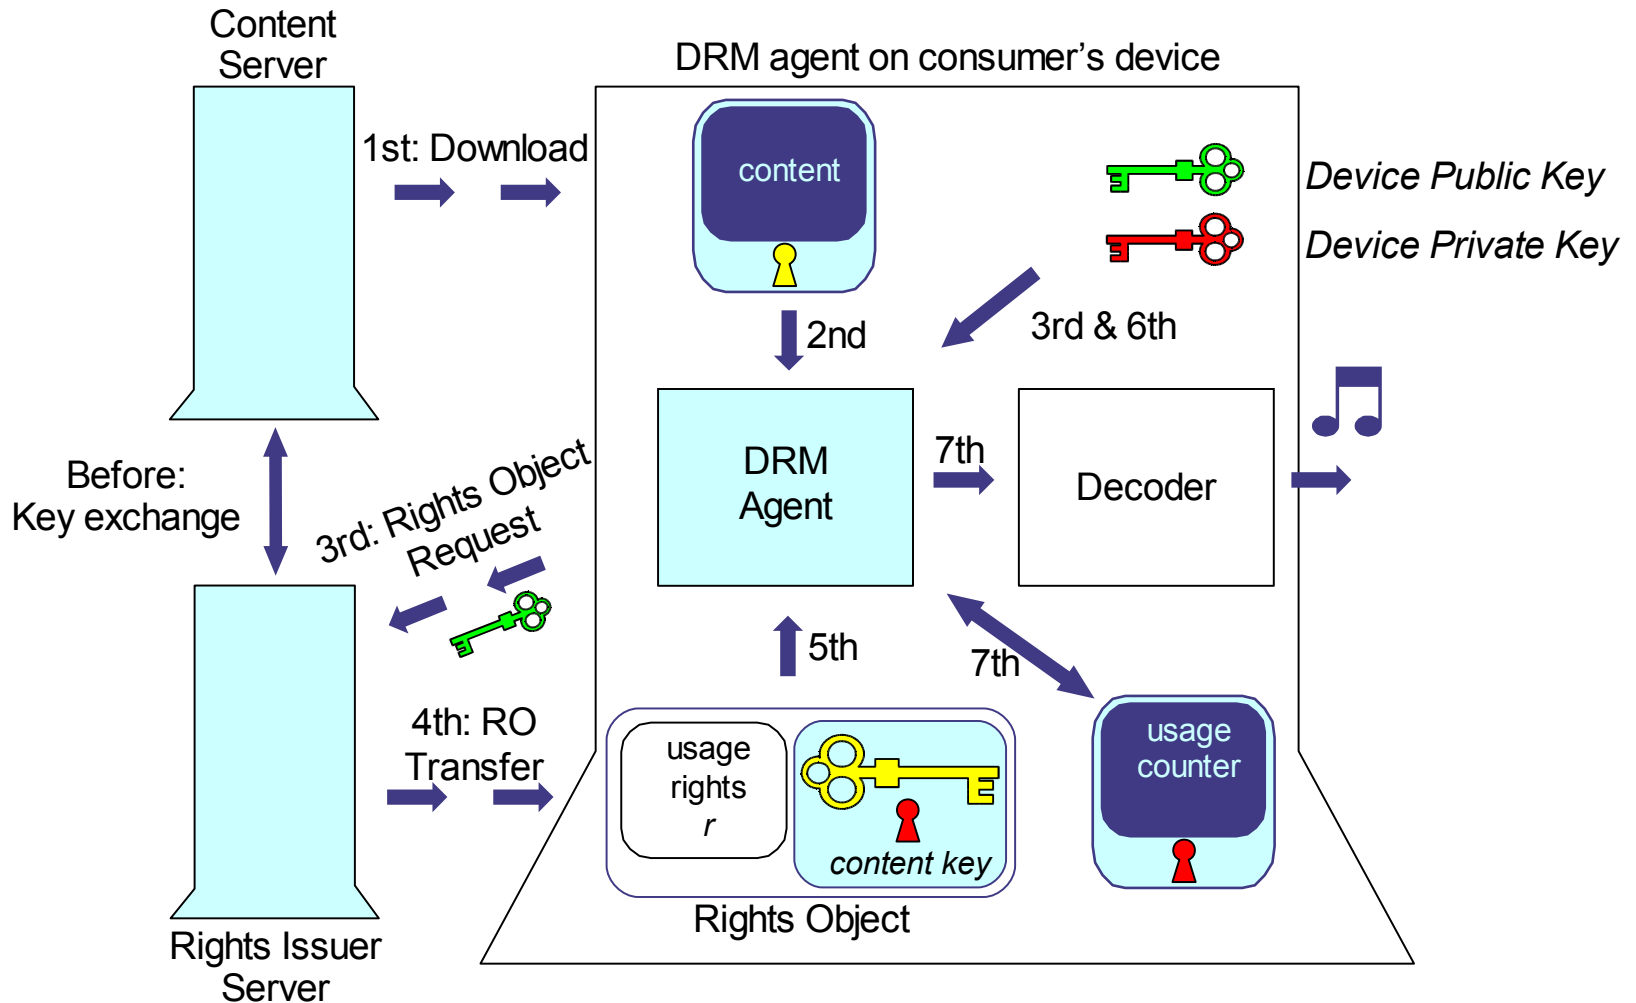 Content
Server
DRM agent on consumer’s device
1st: Download
content
Device Public Key
Device Private Key
2nd
3rd & 6th
Before:
Key exchange
3rd: Rights Object
Request
DRM
Agent
7th
Decoder
5th
7th
4th: RO
Transfer
usage
rights
r
content key
usage
counter
Rights Object
Rights Issuer
Server